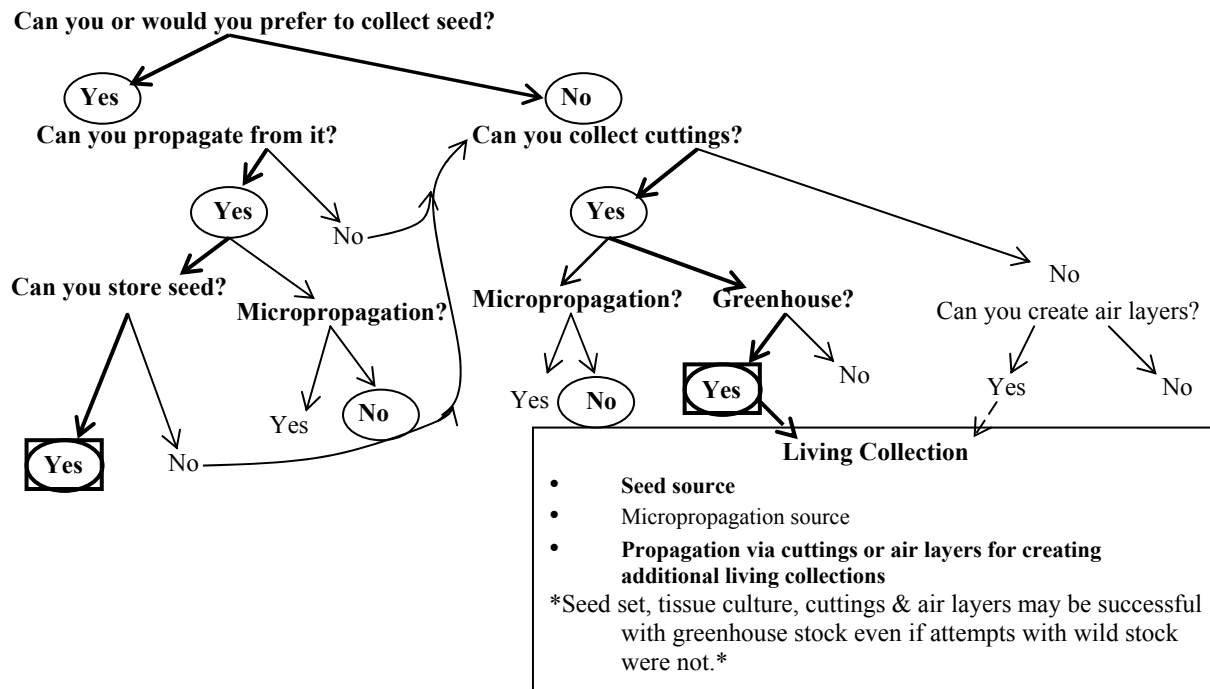 Can you or would you prefer to collect seed?
Yes
No
Can you propagate from it?
Can you collect cuttings?
Yes
No
Yes
No
Can you store seed?
Micropropagation?
Micropropagation?
Greenhouse?
Can you create air layers?
Yes
No
Yes
No
Yes
No
Yes
No
Yes
No
Living Collection
• Seed source
• Micropropagation source
• Propagation via cuttings or air layers for creating
additional living collections
*Seed set, tissue culture, cuttings & air layers may be successful
with greenhouse stock even if attempts with wild stock
were not.*